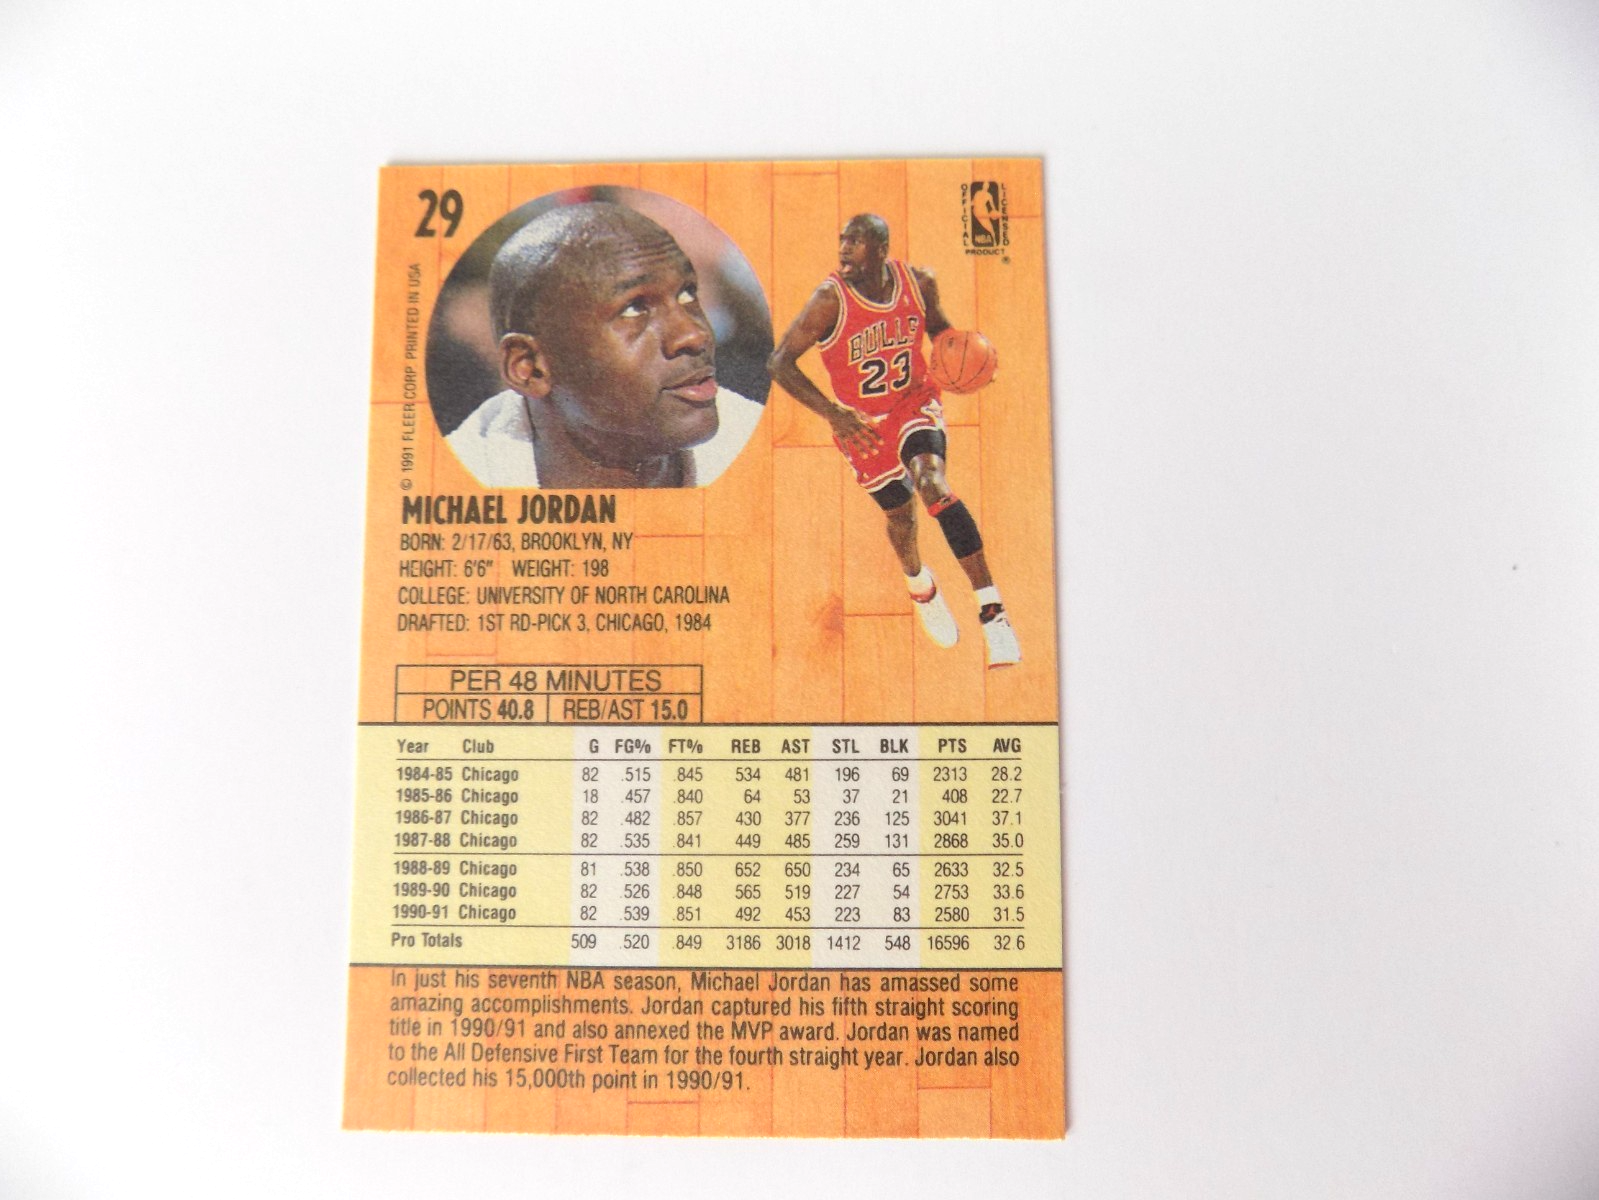 29
OFFICIAL LICENSED
NBA
PRODUCT
®
© 1991 FLEER CORP. PRINTED IN USA
BULLS
23
MICHAEL JORDAN
BORN: 2/17/63, BROOKLYN, NY
HEIGHT: 6'6" WEIGHT: 198
COLLEGE: UNIVERSITY OF NORTH CAROLINA
DRAFTED: 1ST RD-PICK 3, CHICAGO, 1984
PER 48 MINUTES
POINTS 40.8 REB/AST 15.0
Year Club G FG% FT% REB AST STL BLK PTS AVG
1984-85 Chicago 82 .515 .845 534 481 196 69 2313 28.2
1985-86 Chicago 18 .457 .840 64 53 37 21 408 22.7
1986-87 Chicago 82 .482 .857 430 377 236 125 3041 37.1
1987-88 Chicago 82 .535 .841 449 485 259 131 2868 35.0
1988-89 Chicago 81 .538 .850 652 650 234 65 2633 32.5
1989-90 Chicago 82 .526 .848 565 519 227 54 2753 33.6
1990-91 Chicago 82 .539 .851 492 453 223 83 2580 31.5
Pro Totals 509 .520 .849 3186 3018 1412 548 16596 32.6
In just his seventh NBA season, Michael Jordan has amassed some
amazing accomplishments. Jordan captured his fifth straight scoring
title in 1990/91 and also annexed the MVP award. Jordan was named
to the All Defensive First Team for the fourth straight year. Jordan also
collected his 15,000th point in 1990/91.